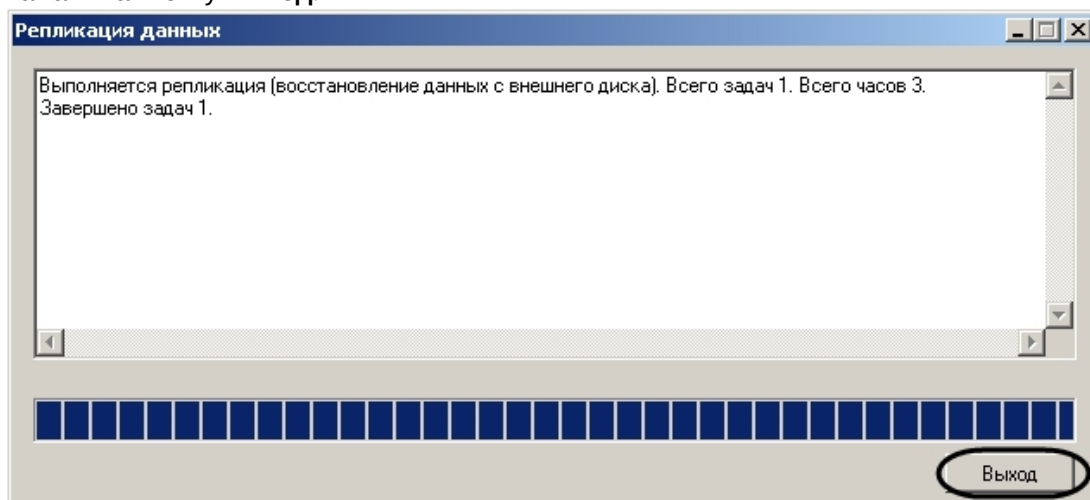 Репликация данных
Выполняется репликация (восстановление данных с внешнего диска). Всего задач 1. Всего часов 3.
Завершено задач 1.
Выход